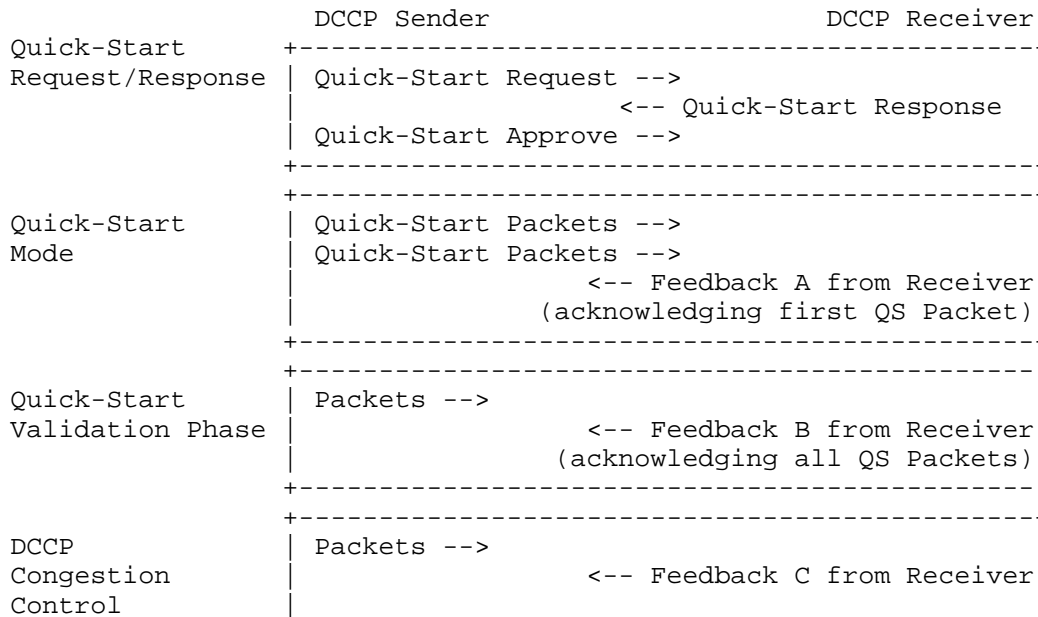 DCCP Sender                      DCCP Receiver
Quick-Start      +-----------------------------------------------
Request/Response | Quick-Start Request -->
                 |                    <-- Quick-Start Response
                 | Quick-Start Approve -->
                 +-----------------------------------------------
                 +-----------------------------------------------
Quick-Start      | Quick-Start Packets -->
Mode             | Quick-Start Packets -->
                 |                  <-- Feedback A from Receiver
                 |               (acknowledging first QS Packet)
                 +-----------------------------------------------
                 +----------------------------------------------
Quick-Start      | Packets -->
Validation Phase |                  <-- Feedback B from Receiver
                 |                (acknowledging all QS Packets)
                 +----------------------------------------------
                 +-----------------------------------------------
DCCP             | Packets -->
Congestion       |                  <-- Feedback C from Receiver
Control          |